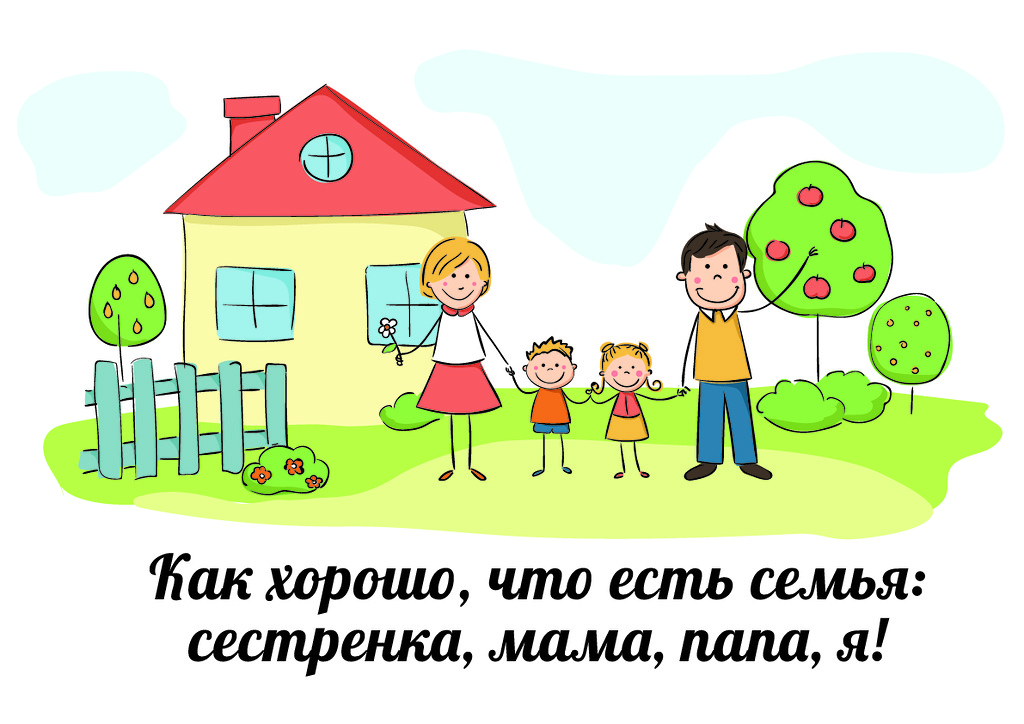 Как хорошо, что есть семья:
сестренка, мама, папа, я!